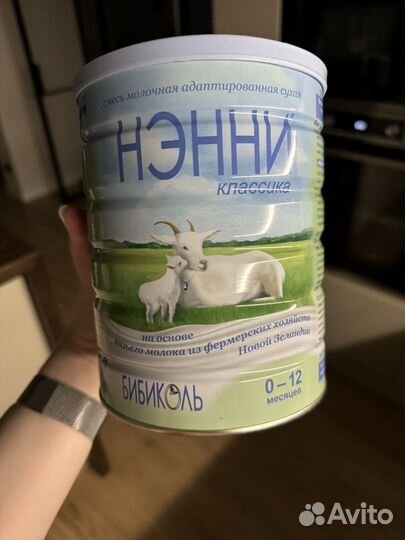 смесь молочная адаптированная сухая
НЭННИ
классика
на основе
козьего молока из фермерских хозяйств
Новой Зеландии
БИБИКОЛЬ
0–12
месяцев
Avito